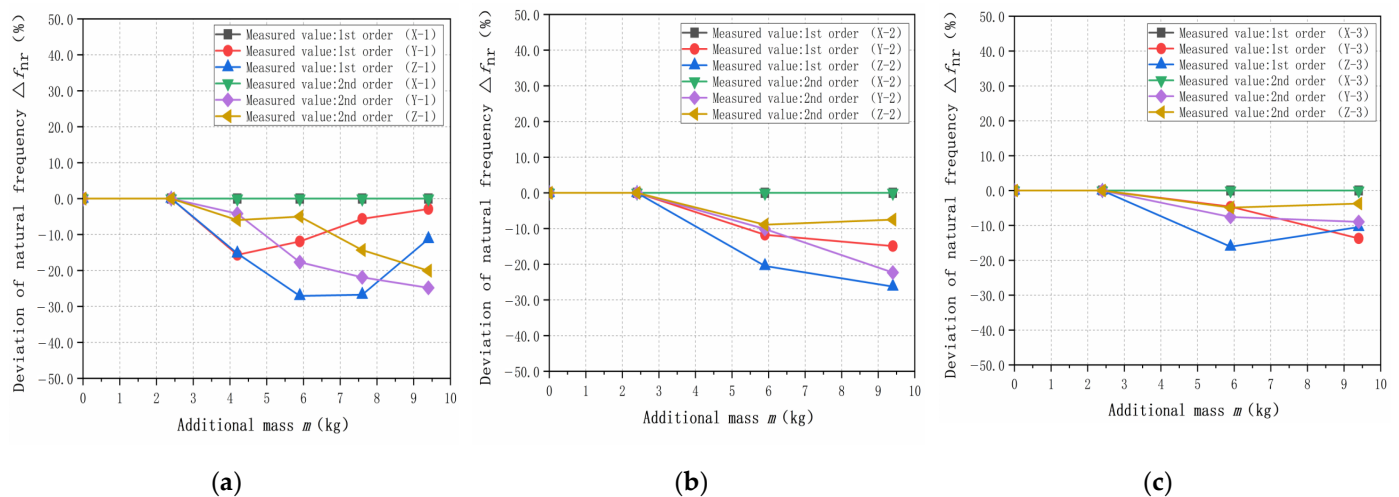 Deviation of natural frequency △fnr (%)
50.0
40.0
30.0
20.0
10.0
0.0
−10.0
−20.0
−30.0
−40.0
−50.0
Measured value:1st order (X-1)
Measured value:1st order (Y-1)
Measured value:1st order (Z-1)
Measured value:2nd order (X-1)
Measured value:2nd order (Y-1)
Measured value:2nd order (Z-1)
0 1 2 3 4 5 6 7 8 9 10
Additional mass m (kg)
(a)
Deviation of natural frequency △fnr (%)
50.0
40.0
30.0
20.0
10.0
0.0
−10.0
−20.0
−30.0
−40.0
−50.0
Measured value:1st order (X-2)
Measured value:1st order (Y-2)
Measured value:1st order (Z-2)
Measured value:2nd order (X-2)
Measured value:2nd order (Y-2)
Measured value:2nd order (Z-2)
0 1 2 3 4 5 6 7 8 9 10
Additional mass m (kg)
(b)
Deviation of natural frequency △fnr (%)
50.0
40.0
30.0
20.0
10.0
0.0
−10.0
−20.0
−30.0
−40.0
−50.0
Measured value:1st order (X-3)
Measured value:1st order (Y-3)
Measured value:1st order (Z-3)
Measured value:2nd order (X-3)
Measured value:2nd order (Y-3)
Measured value:2nd order (Z-3)
0 1 2 3 4 5 6 7 8 9 10
Additional mass m (kg)
(c)